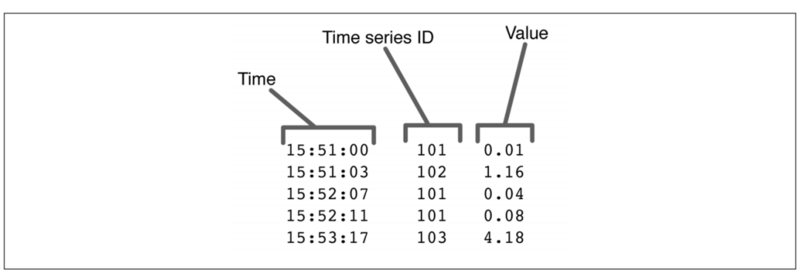 Value
Time series ID
Time
15:51:00 101 0.01
15:51:03 102 1.16
15:52:07 101 0.04
15:52:11 101 0.08
15:53:17 103 4.18